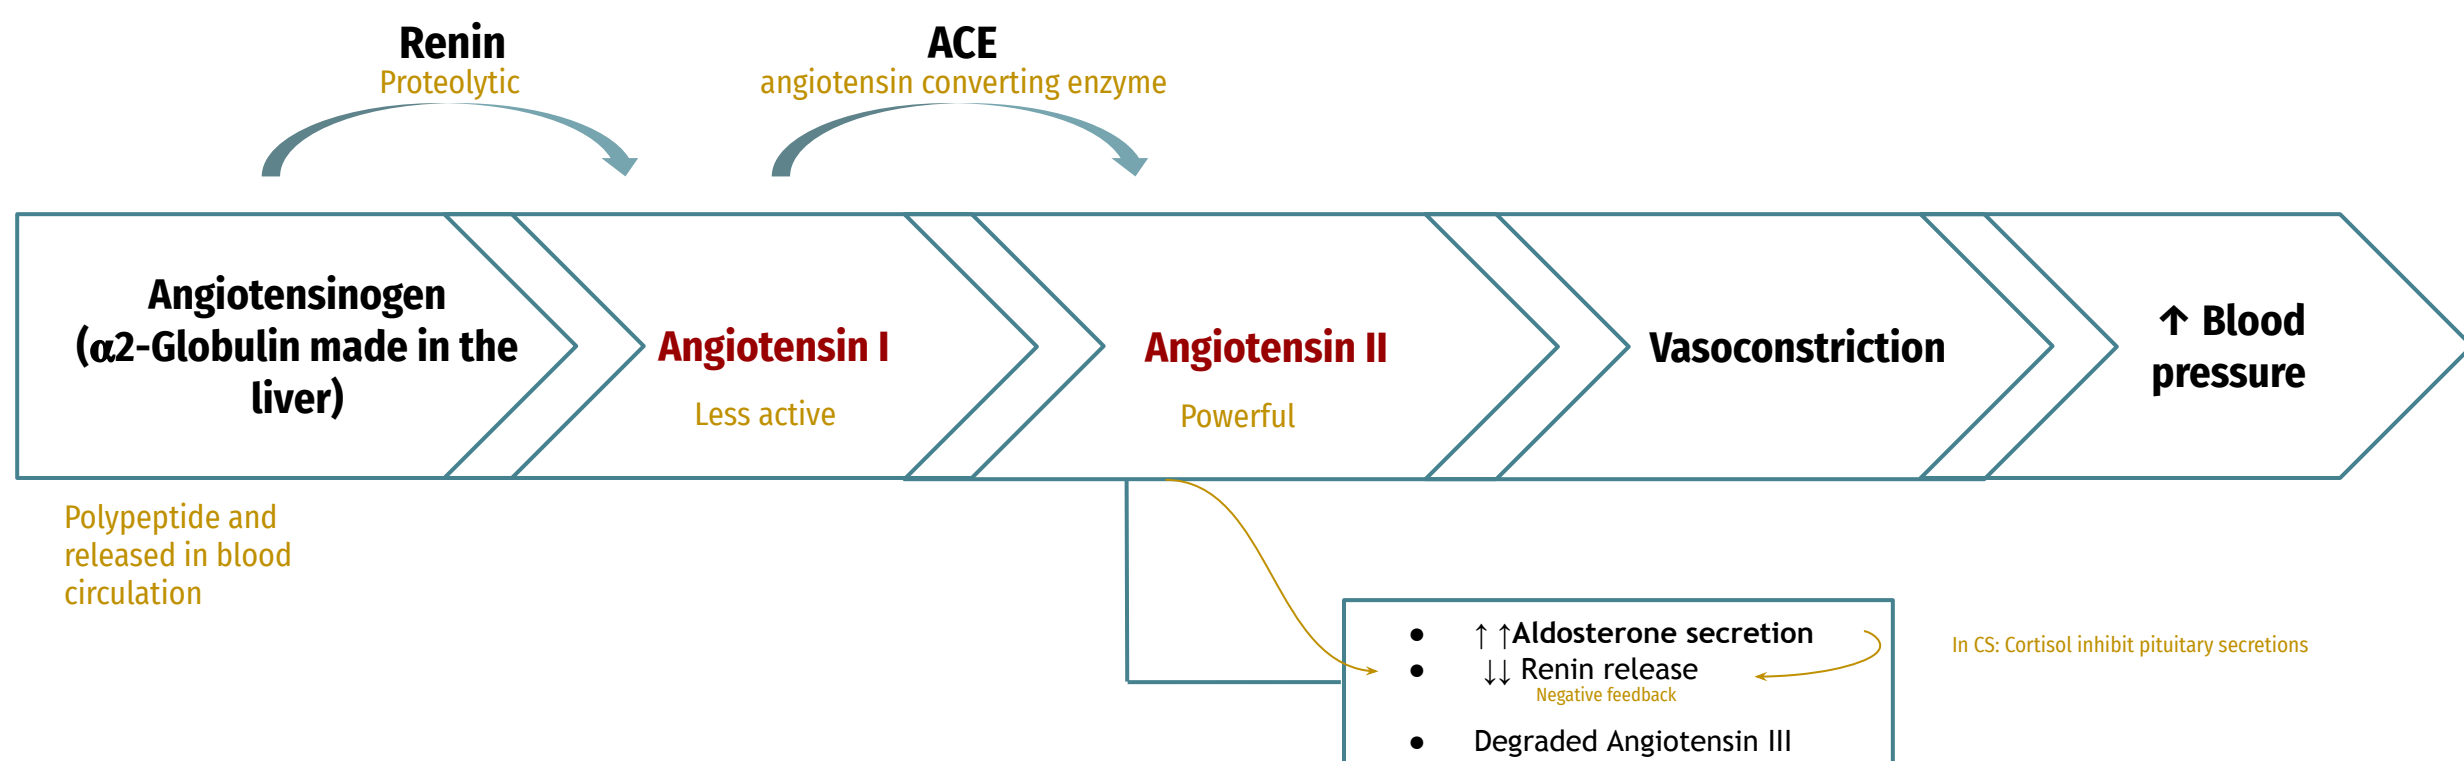 Renin
Proteolytic
ACE
angiotensin converting enzyme
Angiotensinogen
(α2-Globulin made in the
liver)
Angiotensin I
Less active
Angiotensin II
Powerful
Vasoconstriction
↑ Blood
pressure
Polypeptide and
released in blood
circulation
● ↑ ↑Aldosterone secretion
● ↓↓ Renin release
Negative feedback
● Degraded Angiotensin III
In CS: Cortisol inhibit pituitary secretions